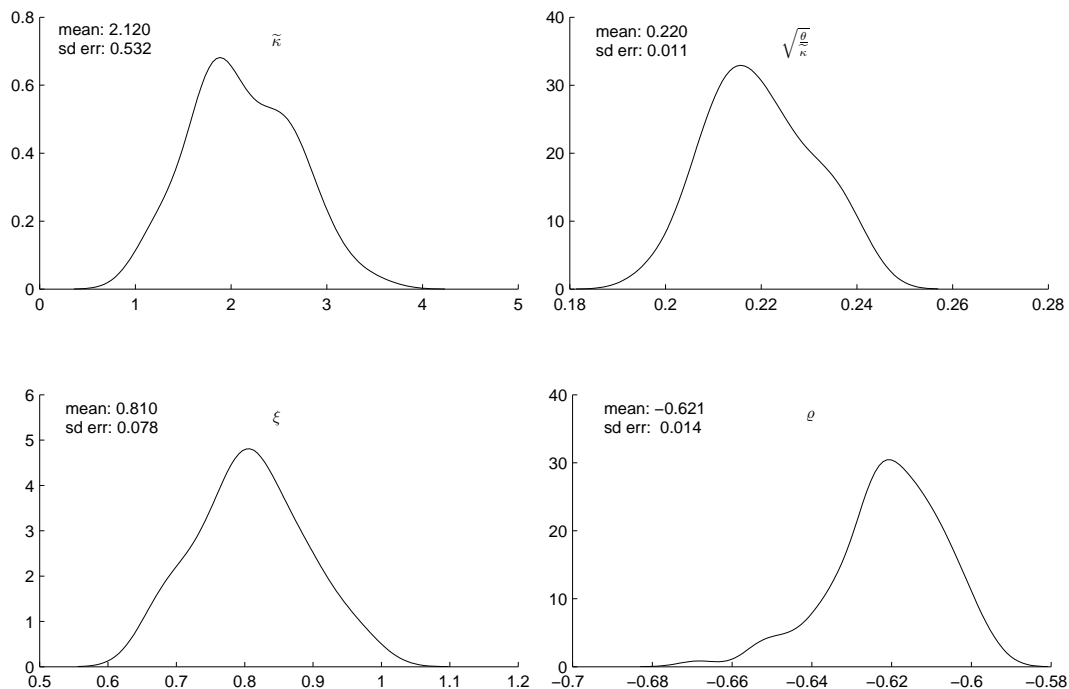 mean: 2.120
sd err: 0.532
κ̃
0.8
0.6
0.4
0.2
0
0 1 2 3 4 5
mean: 0.220
sd err: 0.011
√(θ/κ̃)
40
30
20
10
0
0.18 0.2 0.22 0.24 0.26 0.28
mean: 0.810
sd err: 0.078
ξ
6
5
4
3
2
1
0
0.5 0.6 0.7 0.8 0.9 1 1.1 1.2
mean: −0.621
sd err: 0.014
ϱ
40
30
20
10
0
−0.7 −0.68 −0.66 −0.64 −0.62 −0.6 −0.58